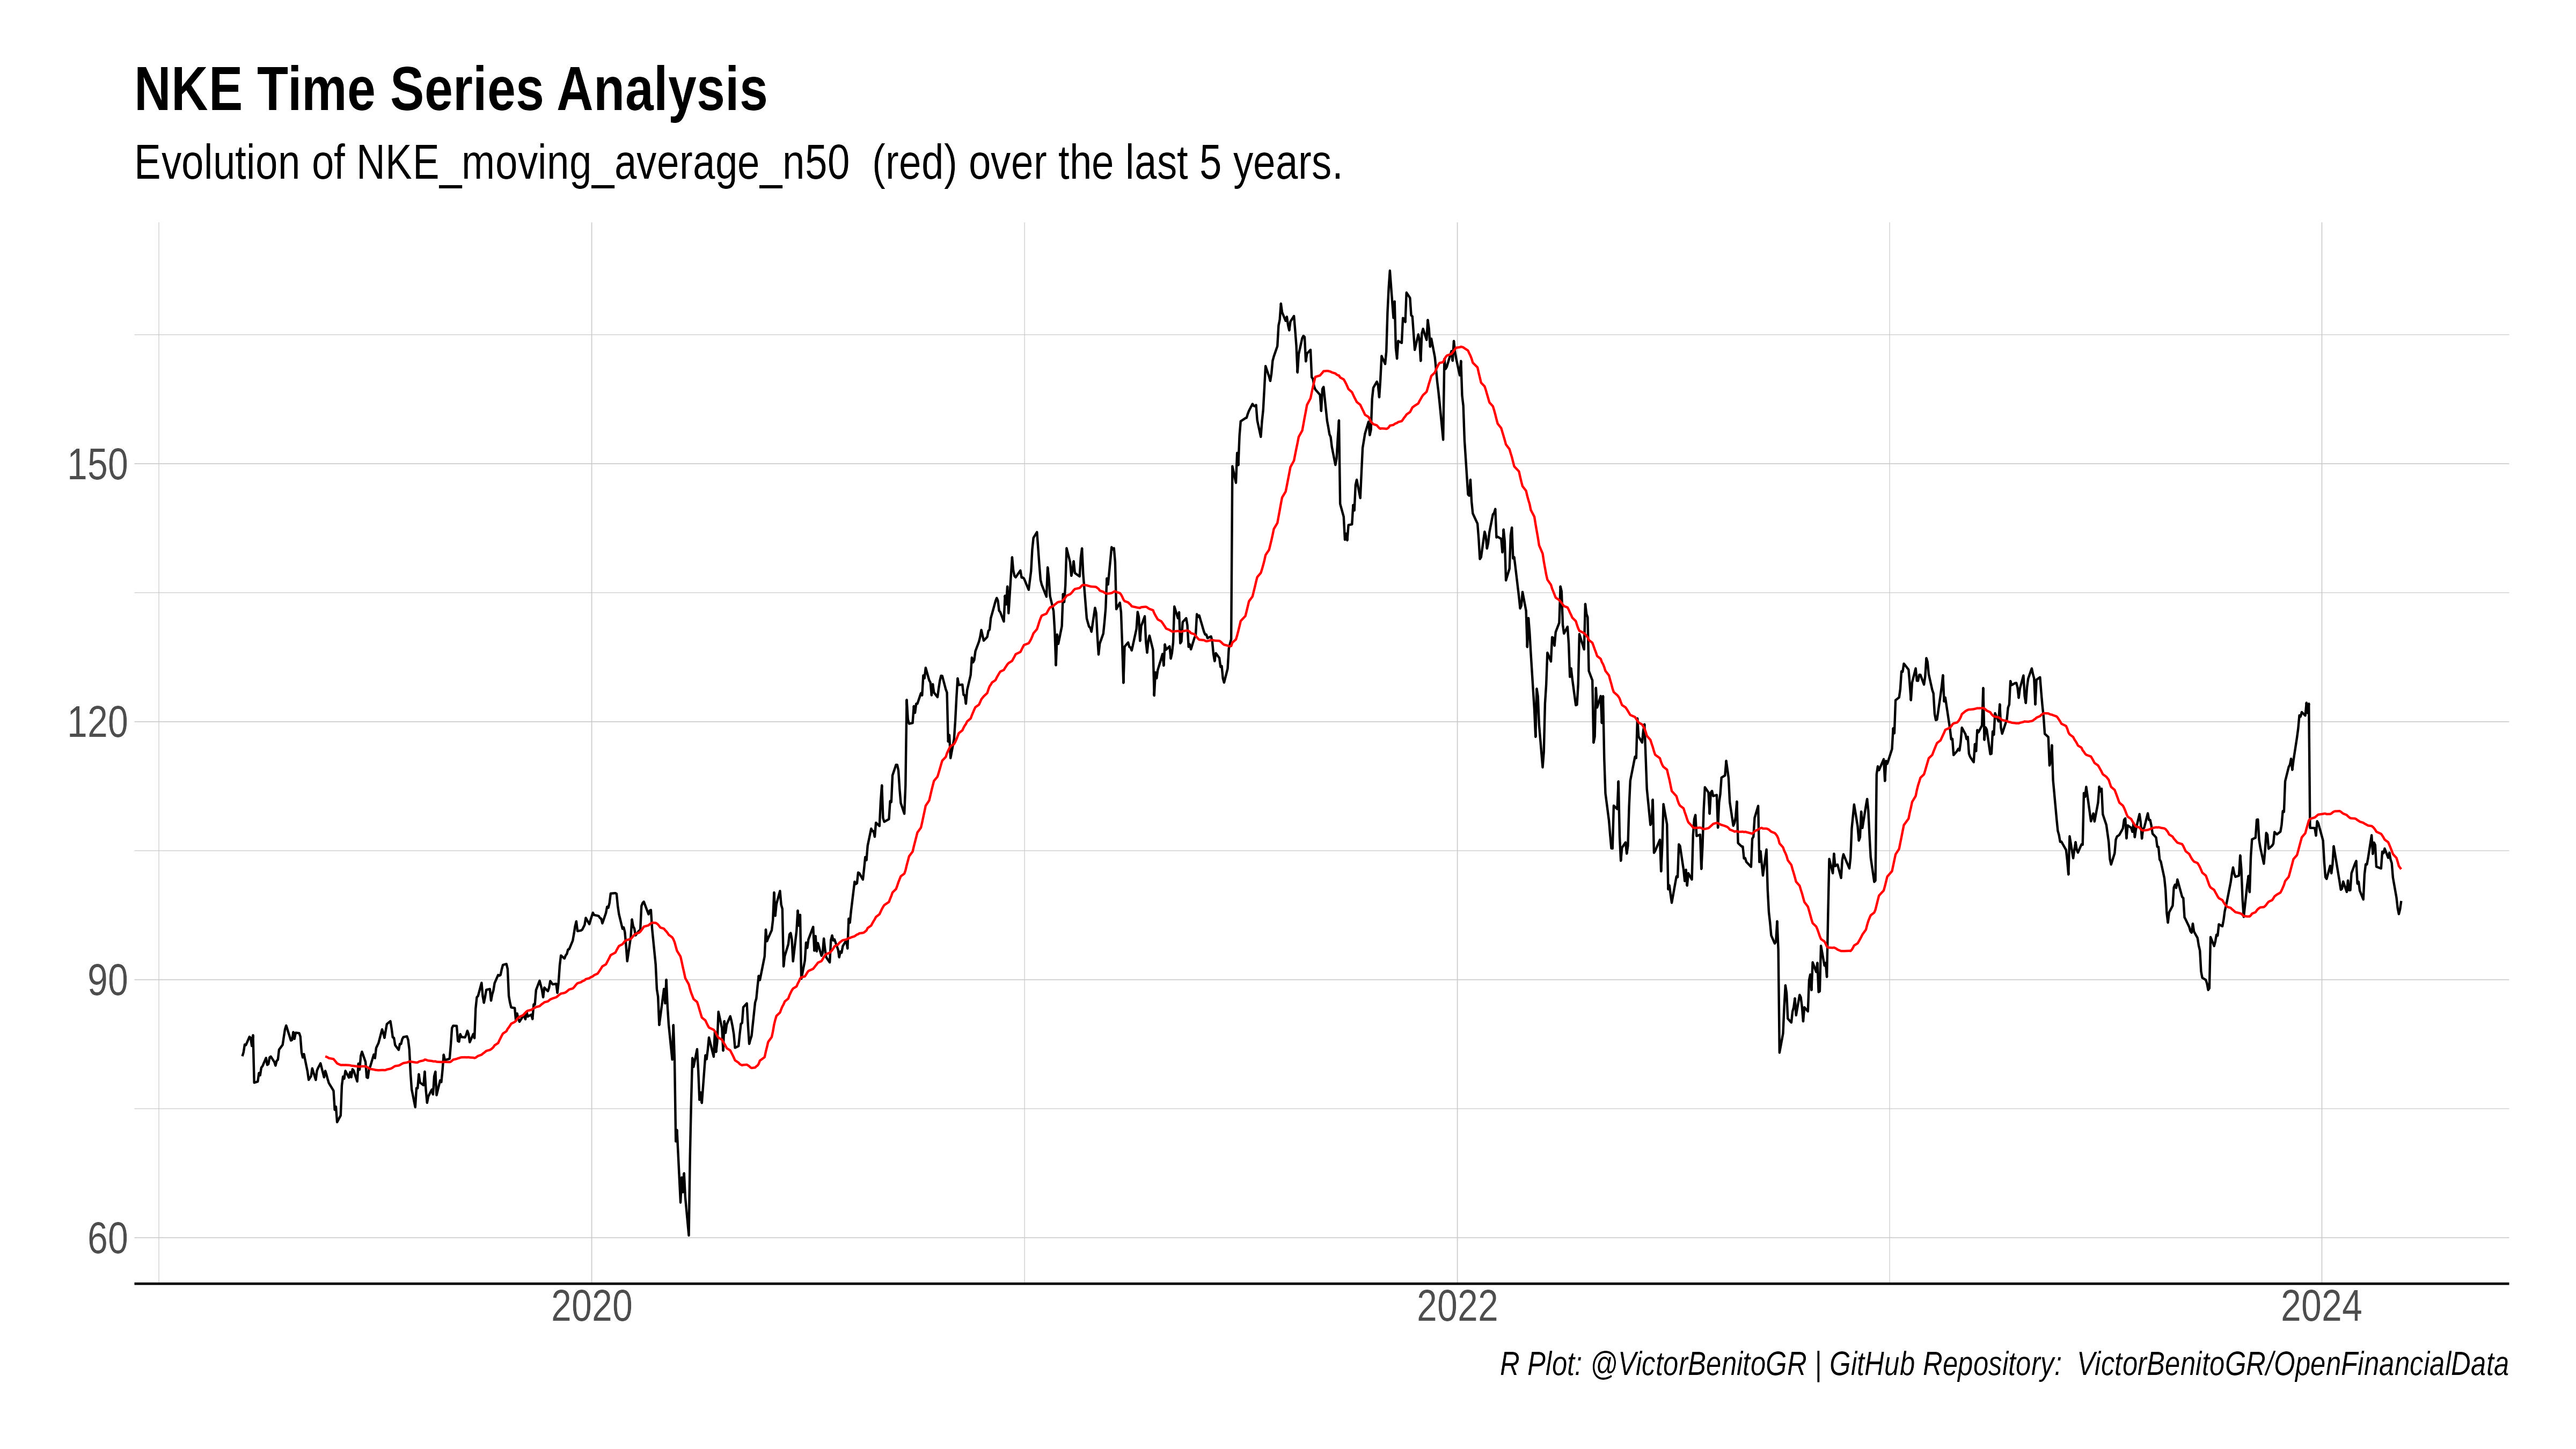 NKE Time Series Analysis
Evolution of NKE_moving_average_n50  (red) over the last 5 years.
150
120
90
60
2020
2022
2024
R Plot: @VictorBenitoGR | GitHub Repository:  VictorBenitoGR/OpenFinancialData